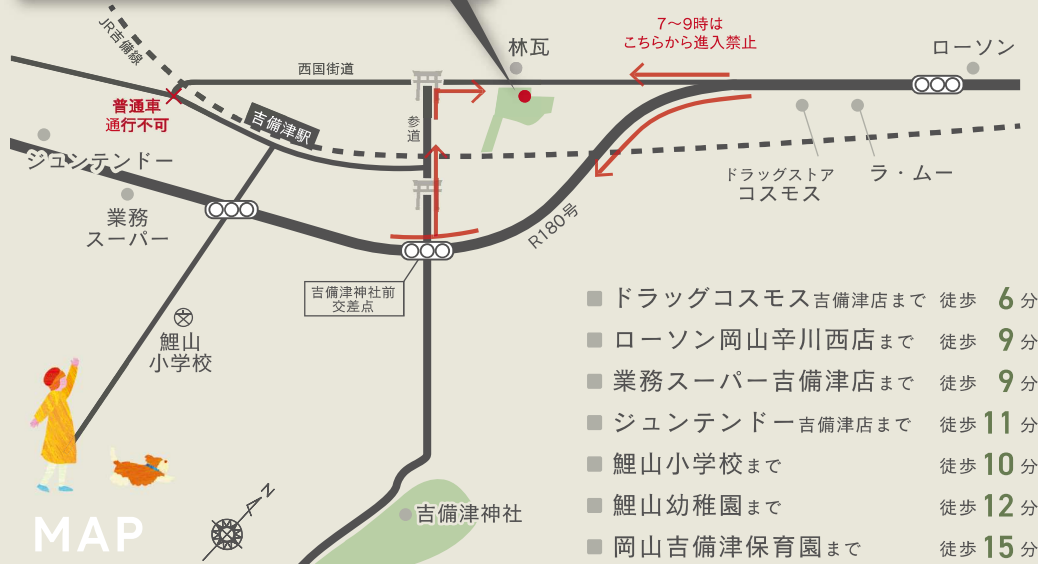 JR吉備線
西国街道
林瓦
7〜9時は
こちらから進入禁止
ローソン
普通車
通行不可
吉備津駅
参道
ジュンテンドー
業務
スーパー
ドラッグストア
コスモス
ラ・ムー
R180号
吉備津神社前
交差点
鯉山
小学校
ドラッグコスモス吉備津店まで 徒歩 6 分
ローソン岡山辛川西店まで 徒歩 9 分
業務スーパー吉備津店まで 徒歩 9 分
ジュンテンドー吉備津店まで 徒歩 11 分
鯉山小学校まで 徒歩 10 分
鯉山幼稚園まで 徒歩 12 分
岡山吉備津保育園まで 徒歩 15 分
吉備津神社
N
MAP